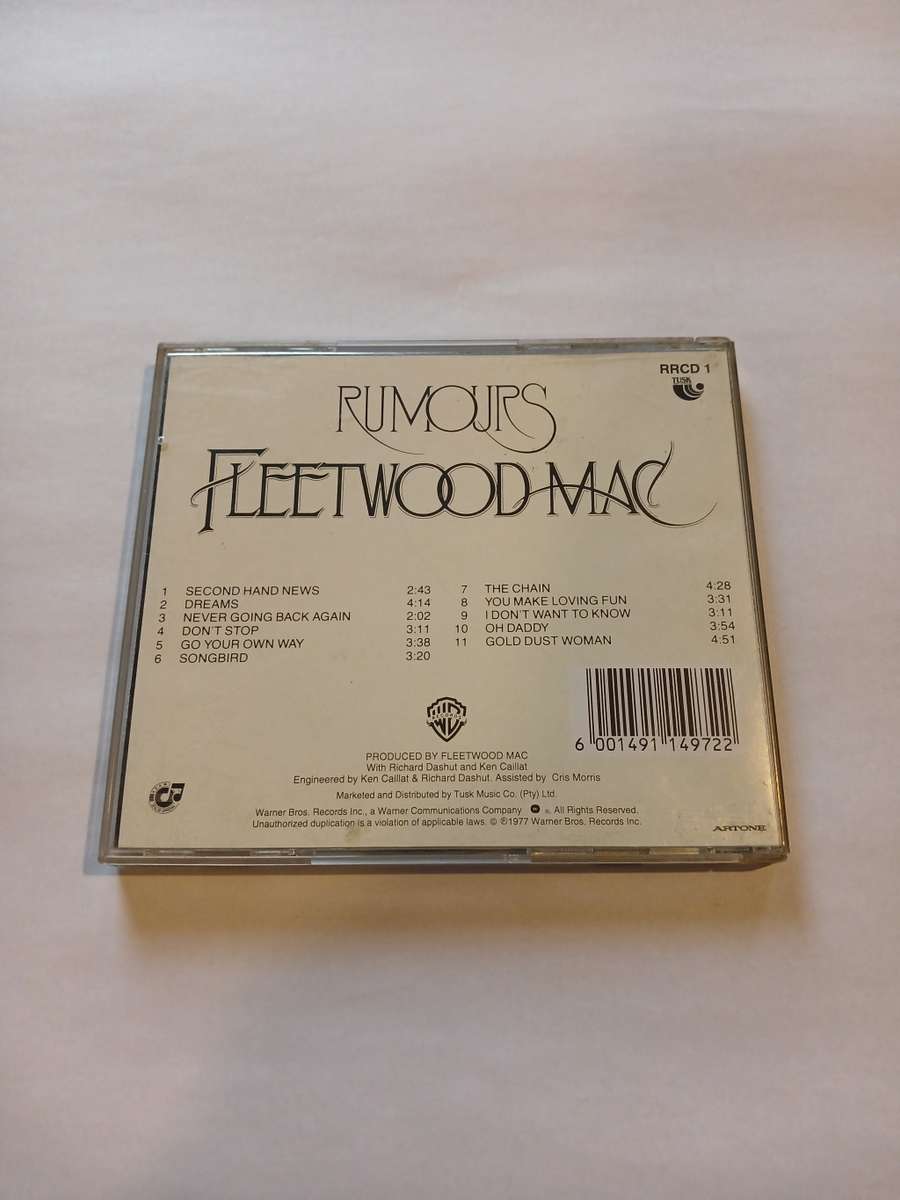 RRCD 1
TUSK
RUMOURS
FLEETWOOD MAC
1 SECOND HAND NEWS 2:43
2 DREAMS 4:14
3 NEVER GOING BACK AGAIN 2:02
4 DON'T STOP 3:11
5 GO YOUR OWN WAY 3:38
6 SONGBIRD 3:20
7 THE CHAIN 4:28
8 YOU MAKE LOVING FUN 3:31
9 I DON'T WANT TO KNOW 3:11
10 OH DADDY 3:54
11 GOLD DUST WOMAN 4:51
RECORDS
6 001491 149722
PRODUCED BY FLEETWOOD MAC
With Richard Dashut and Ken Caillat
Engineered by Ken Caillat & Richard Dashut. Assisted by Cris Morris
Marketed and Distributed by Tusk Music Co. (Pty) Ltd.
Warner Bros. Records Inc., a Warner Communications Company ®. All Rights Reserved.
Unauthorized duplication is a violation of applicable laws. © ℗ 1977 Warner Bros. Records Inc.
ARTONE